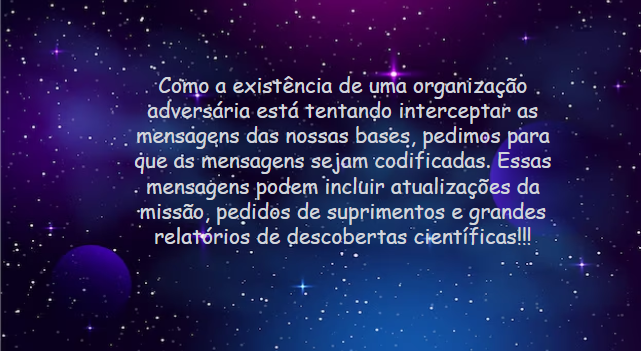 Como a existência de uma organização
adversária está tentando interceptar as
mensagens das nossas bases, pedimos para
que as mensagens sejam codificadas. Essas
mensagens podem incluir atualizações da
missão, pedidos de suprimentos e grandes
relatórios de descobertas científicas!!!